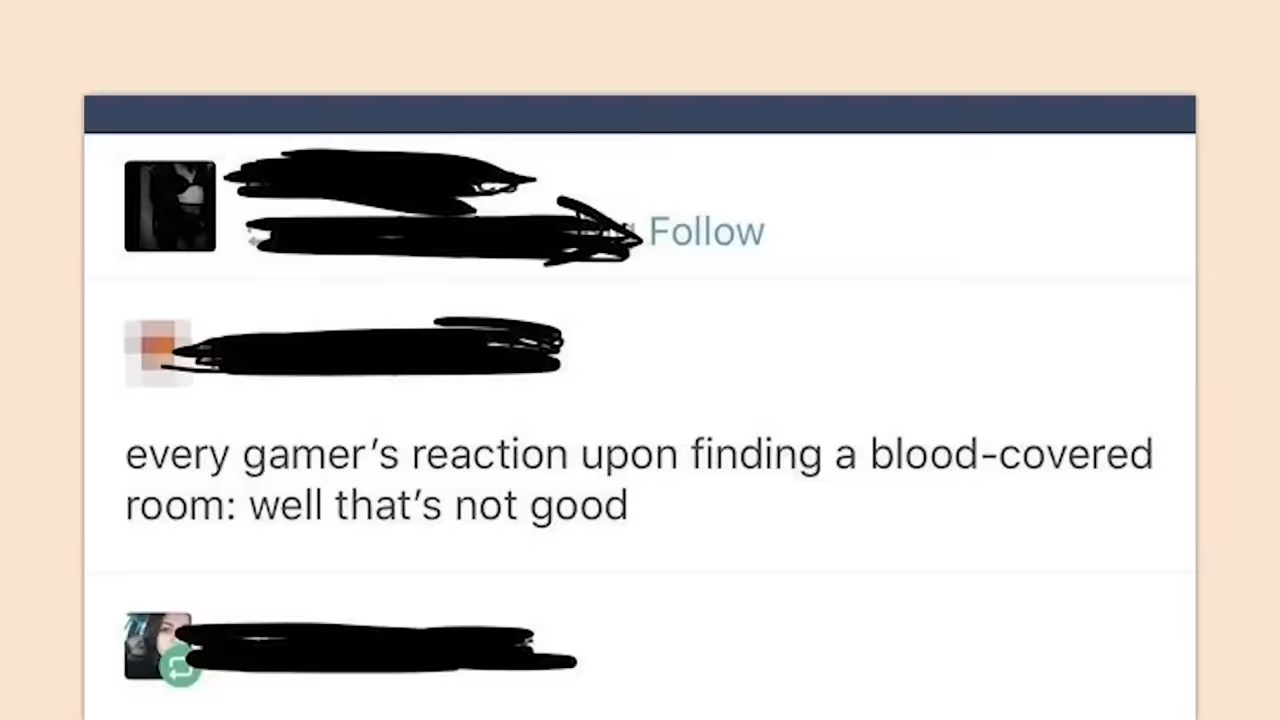 Follow
every gamer’s reaction upon finding a blood-covered
room: well that’s not good